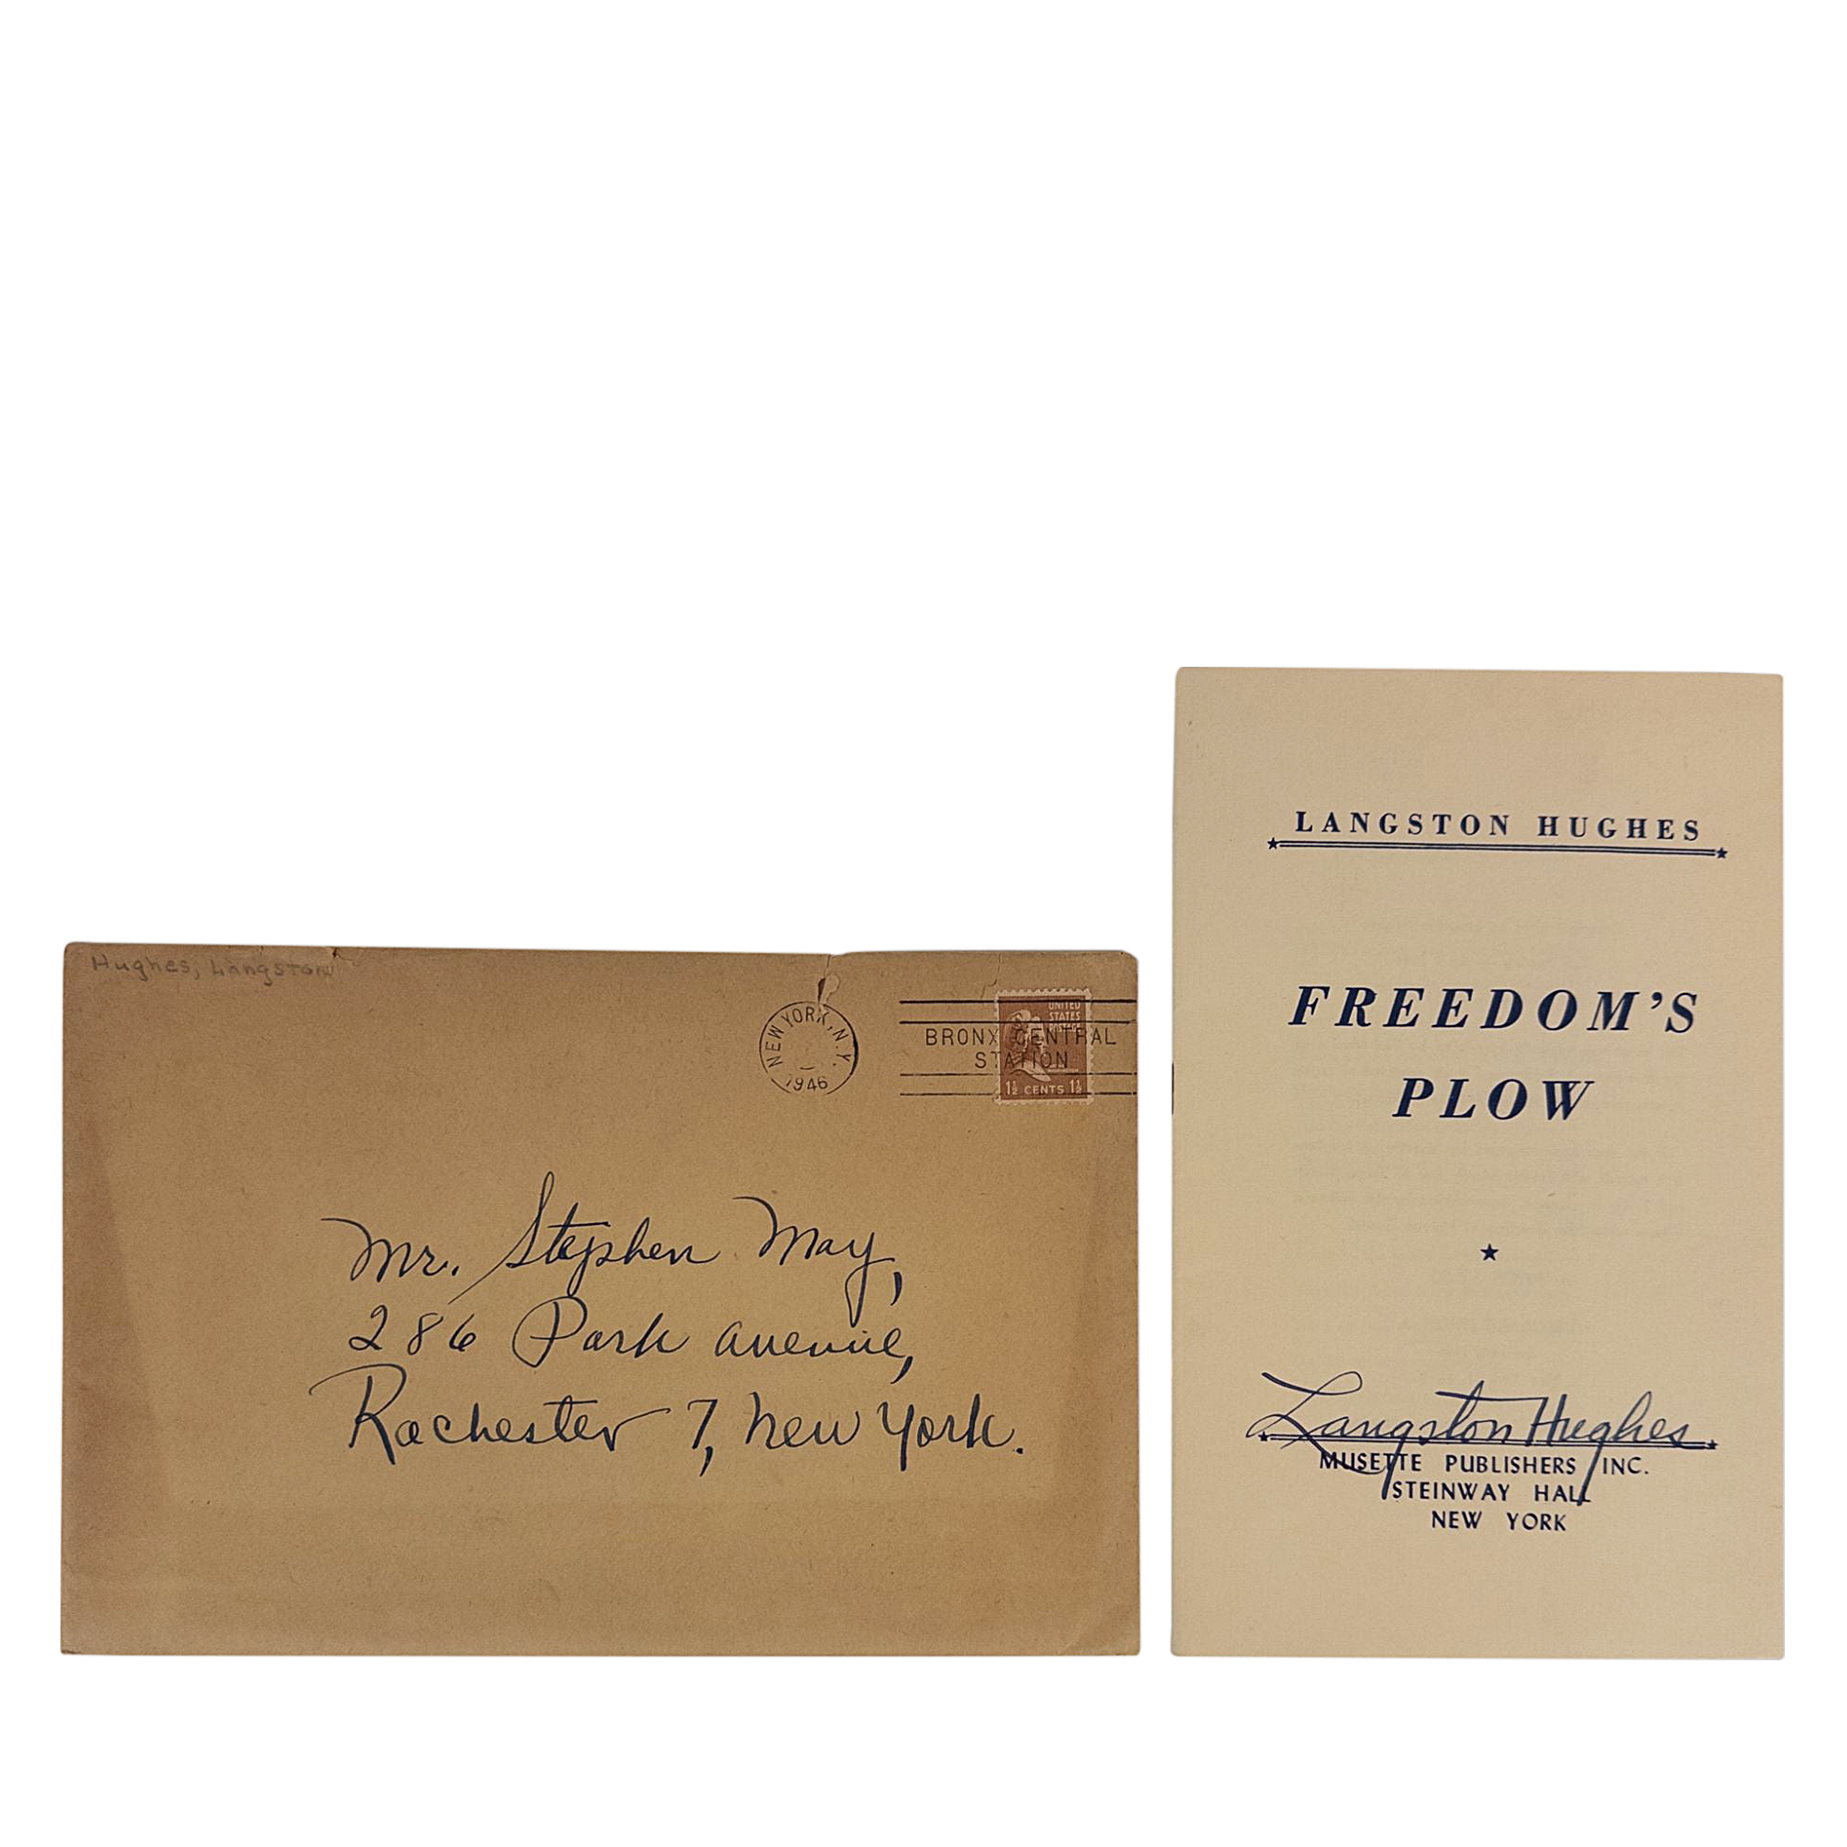 Hughes, Langston
NEW YORK, N.Y.
1946
BRONX CENTRAL
STATION
UNITED
STATES
1½ CENTS 1½
Mr. Stephen May,
286 Park Avenue,
Rochester 7, New York.
LANGSTON HUGHES
FREEDOM'S
PLOW
Langston Hughes
MUSETTE PUBLISHERS INC.
STEINWAY HALL
NEW YORK